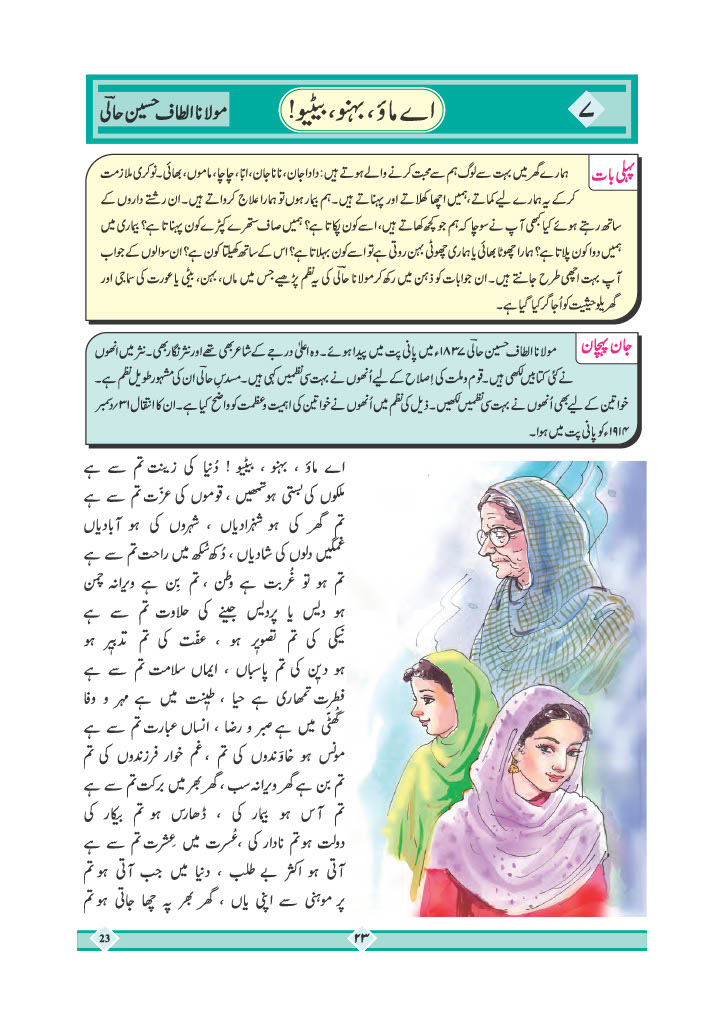 ۷
اے ماؤ، بہنو، بیٹیو!
مولانا الطاف حسین حالیؔ
پہلی بات
ہمارے گھر میں بہت سے لوگ ہم سے محبت کرنے والے ہوتے ہیں: دادا جان، نانا جان، ابّا، چاچا، ماموں، بھائی۔ نوکری ملازمت
کر کے یہ ہمارے لیے کماتے، ہمیں اچھا کھلاتے اور پہناتے ہیں۔ ہم بیمار ہوں تو ہمارا علاج کرواتے ہیں۔ ان رشتے داروں کے
ساتھ رہتے ہوئے کیا کبھی آپ نے سوچا کہ ہم جو کچھ کھاتے ہیں، اسے کون پکاتا ہے؟ ہمیں صاف ستھرے کپڑے کون پہناتا ہے؟ بیماری میں
ہمیں دوا کون پلاتا ہے؟ ہمارا چھوٹا بھائی یا ہماری چھوٹی بہن روتی ہے تو اسے کون بہلاتا ہے؟ اس کے ساتھ کھیلتا کون ہے؟ ان سوالوں کے جواب
آپ بہت اچھی طرح جانتے ہیں۔ ان جوابات کو ذہن میں رکھ کر مولانا حالیؔ کی یہ نظم پڑھیے جس میں ماں، بہن، بیٹی یا عورت کی سماجی اور
گھریلو حیثیت کو اُجاگر کیا گیا ہے۔
جان پہچان
مولانا الطاف حسین حالیؔ ۱۸۳۷ء میں پانی پت میں پیدا ہوئے۔ وہ اعلیٰ درجے کے شاعر بھی تھے اور نثر نگار بھی۔ نثر میں انھوں
نے کئی کتابیں لکھی ہیں۔ قوم و ملت کی اِصلاح کے لیے اُنھوں نے بہت سی نظمیں کہی ہیں۔ مسدسِ حالیؔ ان کی مشہور طویل نظم ہے۔
خواتین کے لیے بھی اُنھوں نے بہت سی نظمیں لکھیں۔ ذیل کی نظم میں اُنھوں نے خواتین کی اہمیت و عظمت کو واضح کیا ہے۔ ان کا انتقال ۳۱؍دسمبر
۱۹۱۴ء کو پانی پت میں ہوا۔
اے ماؤ ، بہنو ، بیٹیو ! دُنیا کی زینت تم سے ہے
ملکوں کی بستی ہو تمھیں ، قوموں کی عزّت تم سے ہے
تم گھر کی ہو شہزادیاں ، شہروں کی ہو آبادیاں
غمگیں دلوں کی شادیاں ، دُکھ سُکھ میں راحت تم سے ہے
تم ہو تو غُربت ہے وطن ، تم بِن ہے ویرانہ چمن
ہو دیس یا پردیس جینے کی حلاوت تم سے ہے
نیکی کی تم تصویر ہو ، عفّت کی تم تدبیر ہو
ہو دین کی تم پاسباں ، ایماں سلامت تم سے ہے
فطرت تمھاری ہے حیا ، طِینت میں ہے مہر و وفا
گھُٹّی میں ہے صبر و رضا ، انساں عبارت تم سے ہے
مونس ہو خاوَندوں کی تم ، غم خوار فرزندوں کی تم
تم بن ہے گھر ویرانہ سب ، گھر بھر میں برکت تم سے ہے
تم آس ہو بیمار کی ، ڈھارس ہو تم بیکار کی
دولت ہو تم نادار کی ، عُسرت میں عِشرت تم سے ہے
آتی ہو اکثر بے طلب ، دنیا میں جب آتی ہو تم
پر موہنی سے اپنی یاں ، گھر بھر پہ چھا جاتی ہو تم
۲۳
23